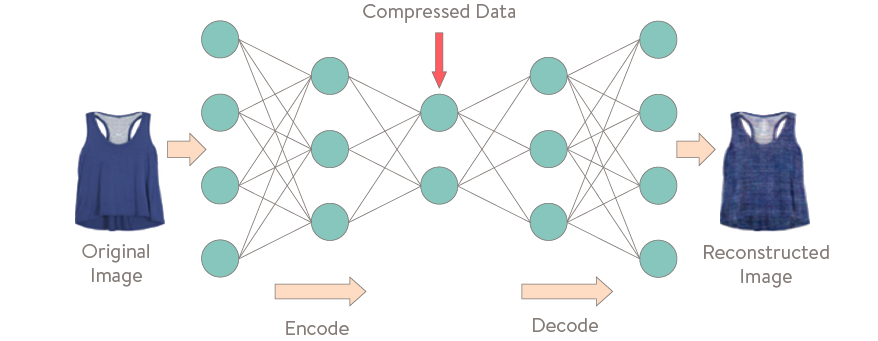 Compressed Data
Original
Image
Reconstructed
Image
Encode
Decode